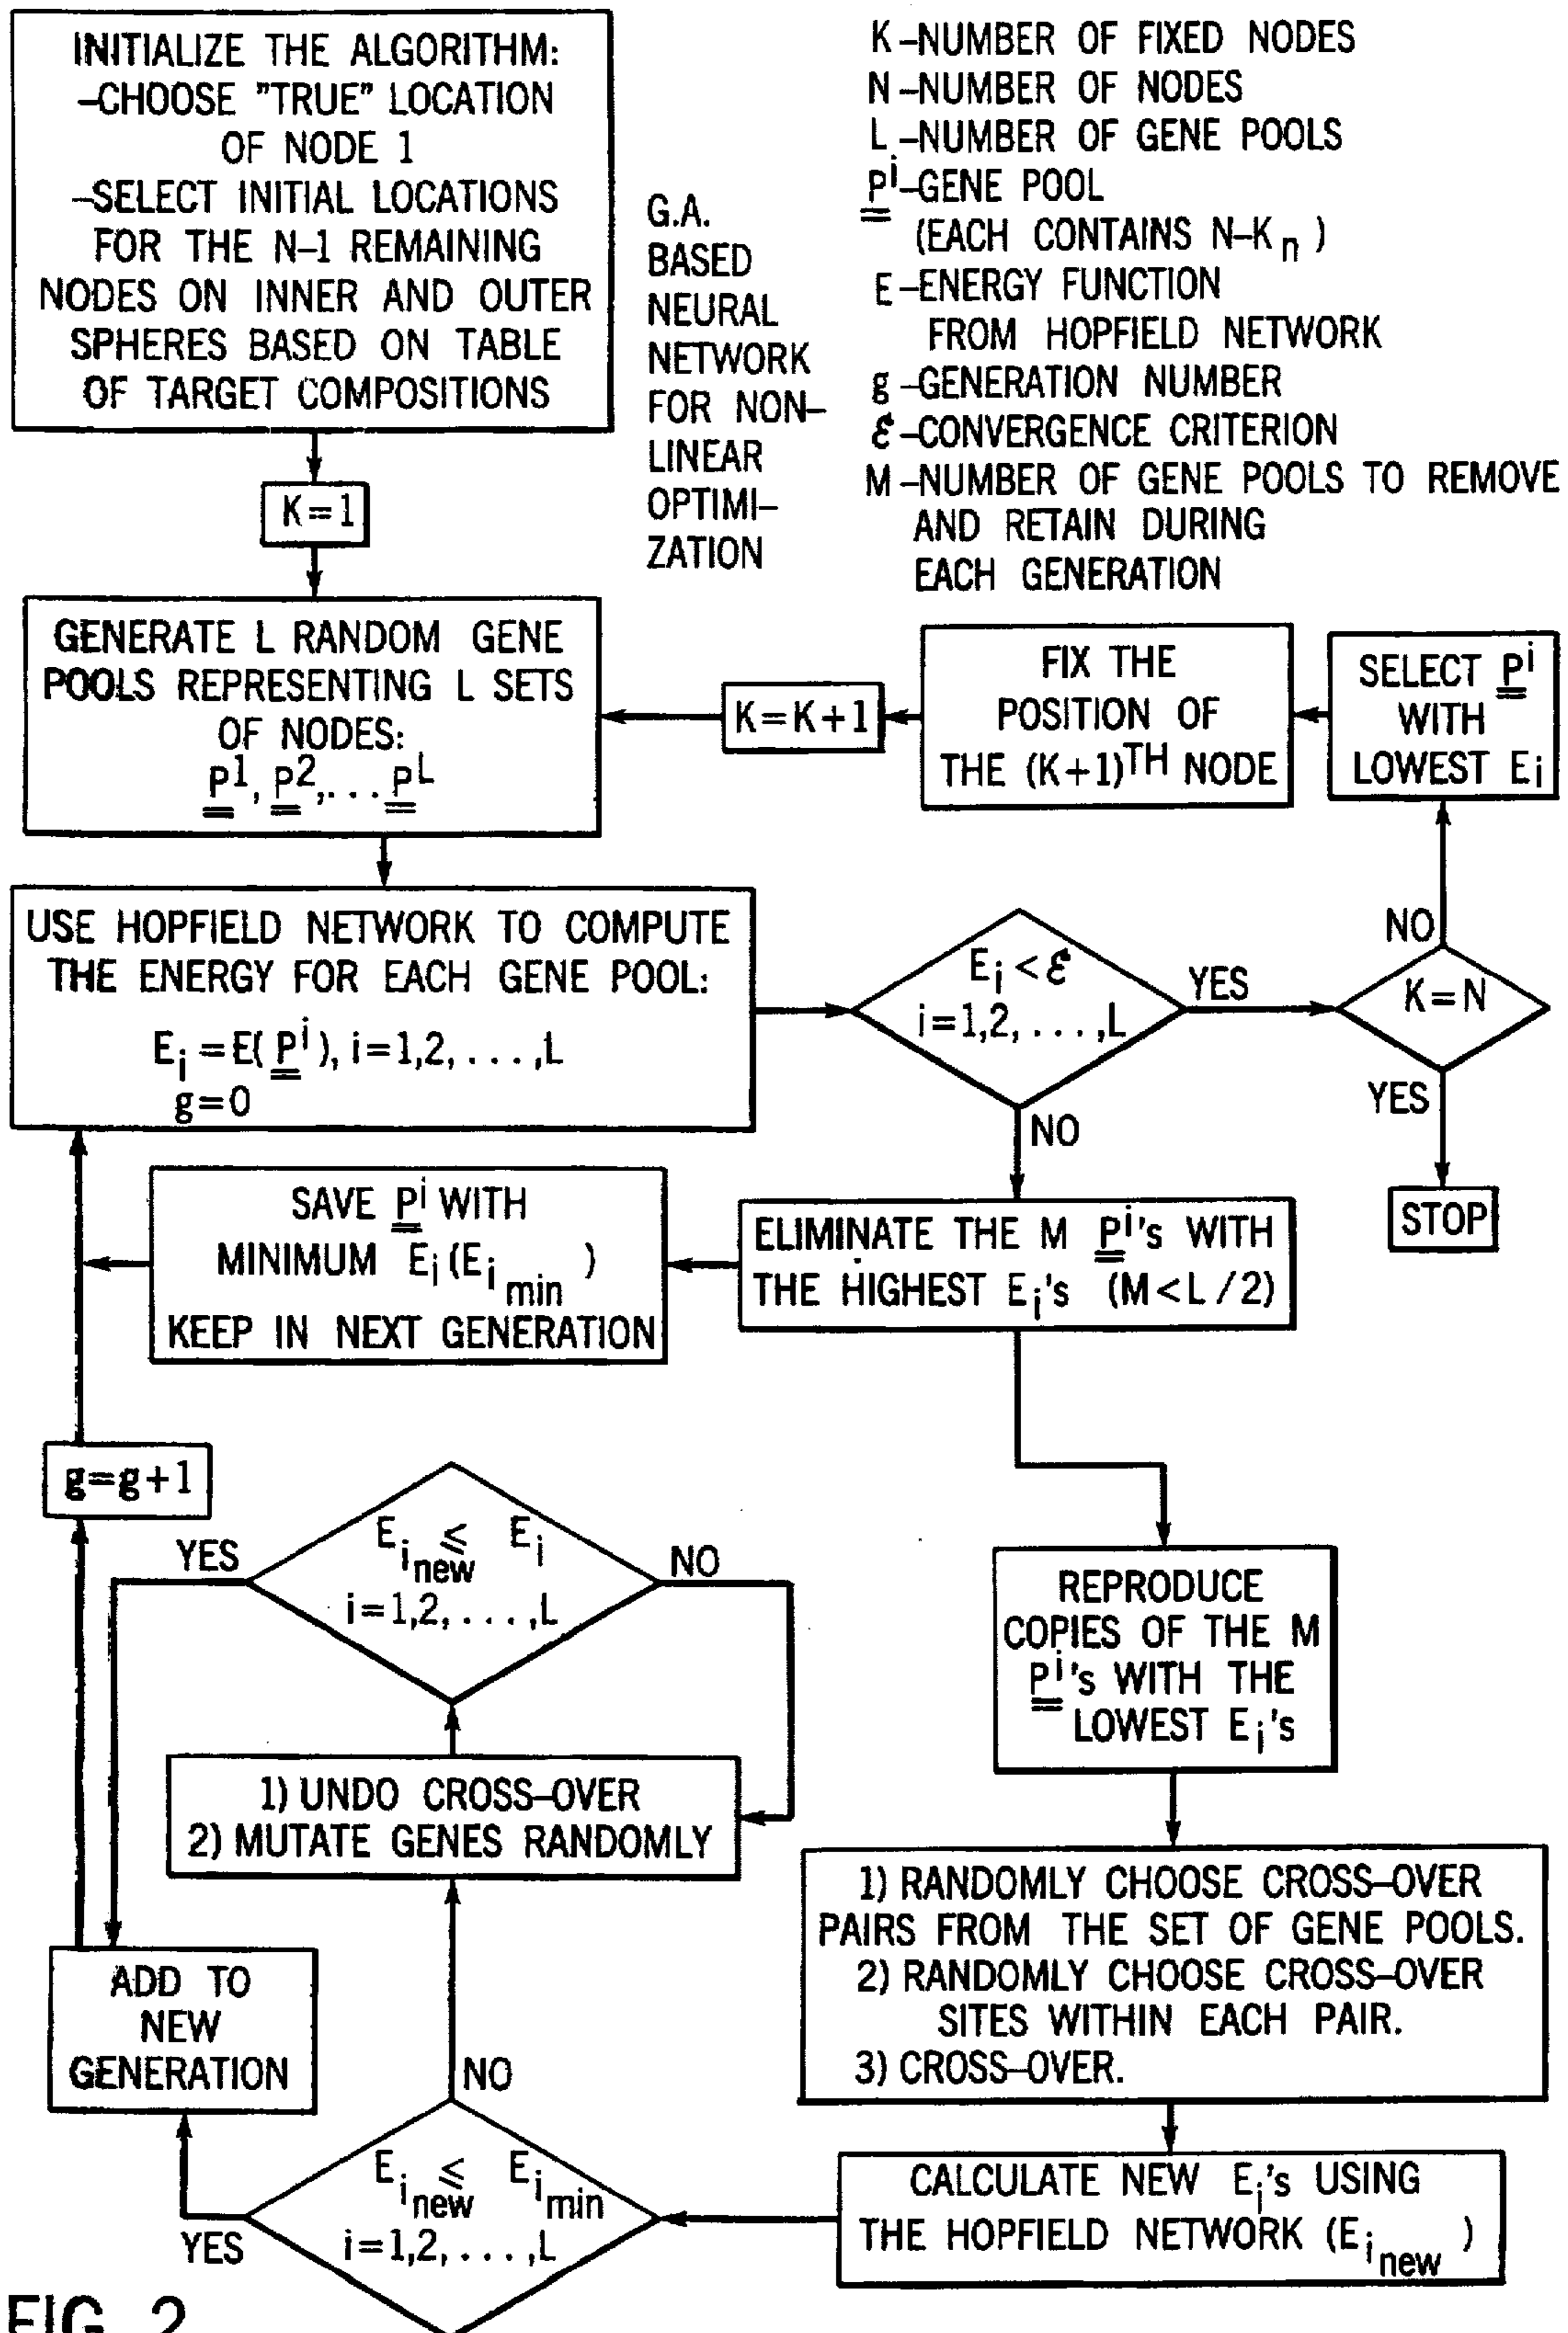 INITIALIZE THE ALGORITHM:
–CHOOSE "TRUE" LOCATION
OF NODE 1
–SELECT INITIAL LOCATIONS
FOR THE N–1 REMAINING
NODES ON INNER AND OUTER
SPHERES BASED ON TABLE
OF TARGET COMPOSITIONS
G.A.
BASED
NEURAL
NETWORK
FOR NON–
LINEAR
OPTIMI–
ZATION
K–NUMBER OF FIXED NODES
N–NUMBER OF NODES
L–NUMBER OF GENE POOLS
P^i–GENE POOL
(EACH CONTAINS N–K_n)
E–ENERGY FUNCTION
FROM HOPFIELD NETWORK
g–GENERATION NUMBER
ℰ–CONVERGENCE CRITERION
M–NUMBER OF GENE POOLS TO REMOVE
AND RETAIN DURING
EACH GENERATION
K=1
GENERATE L RANDOM GENE
POOLS REPRESENTING L SETS
OF NODES:
P^1, P^2,...P^L
K=K+1
FIX THE
POSITION OF
THE (K+1)^TH NODE
SELECT P^i
WITH
LOWEST E_i
USE HOPFIELD NETWORK TO COMPUTE
THE ENERGY FOR EACH GENE POOL:
E_i=E(P^i), i=1,2,...,L
g=0
E_i<ℰ
i=1,2,...,L
YES
NO
K=N
NO
YES
STOP
SAVE P^i WITH
MINIMUM E_i(E_i_min)
KEEP IN NEXT GENERATION
ELIMINATE THE M P^i's WITH
THE HIGHEST E_i's (M<L/2)
g=g+1
YES
E_i_new ≤ E_i
i=1,2,...,L
NO
REPRODUCE
COPIES OF THE M
P^i's WITH THE
LOWEST E_i's
1) UNDO CROSS–OVER
2) MUTATE GENES RANDOMLY
1) RANDOMLY CHOOSE CROSS–OVER
PAIRS FROM THE SET OF GENE POOLS.
2) RANDOMLY CHOOSE CROSS–OVER
SITES WITHIN EACH PAIR.
3) CROSS–OVER.
ADD TO
NEW
GENERATION
NO
E_i_new ≤ E_i_min
i=1,2,...,L
YES
CALCULATE NEW E_i's USING
THE HOPFIELD NETWORK (E_i_new)
FIG. 2